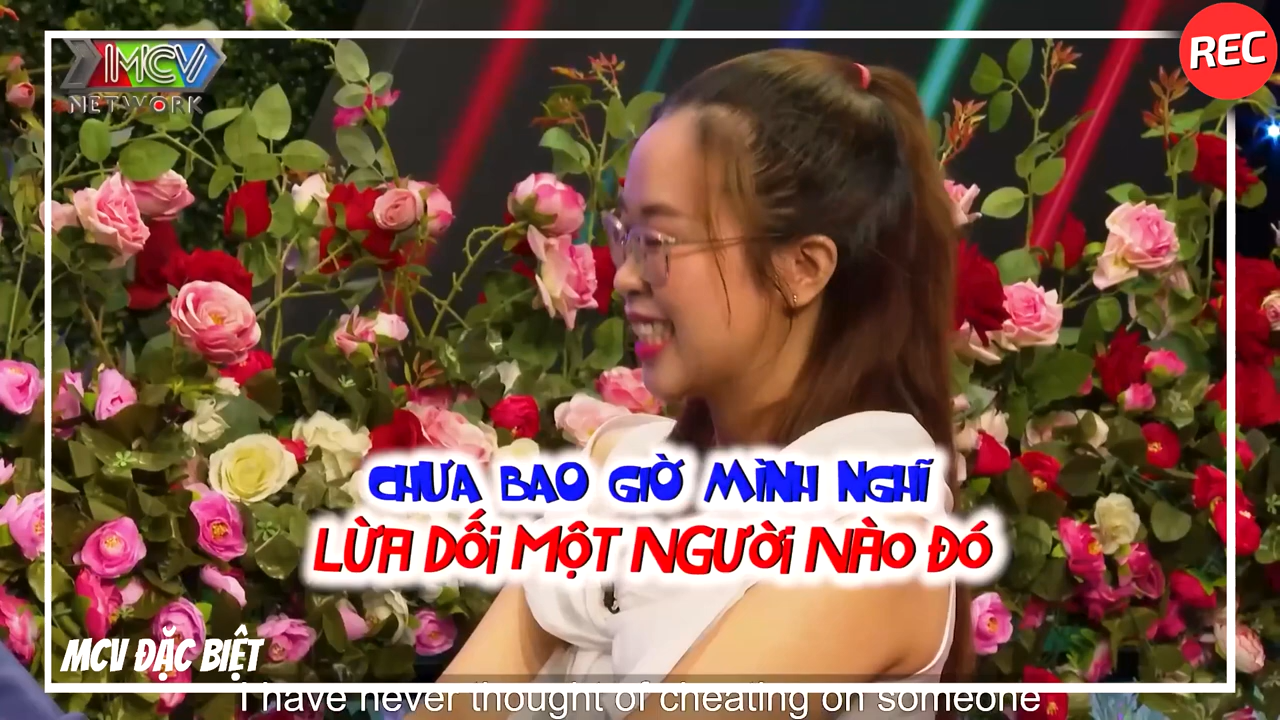 MCV
NETWORK
REC
CHƯA BAO GIỜ MÌNH NGHĨ
LỪA DỐI MỘT NGƯỜI NÀO ĐÓ
MCV ĐẶC BIỆT
I have never thought of cheating on someone